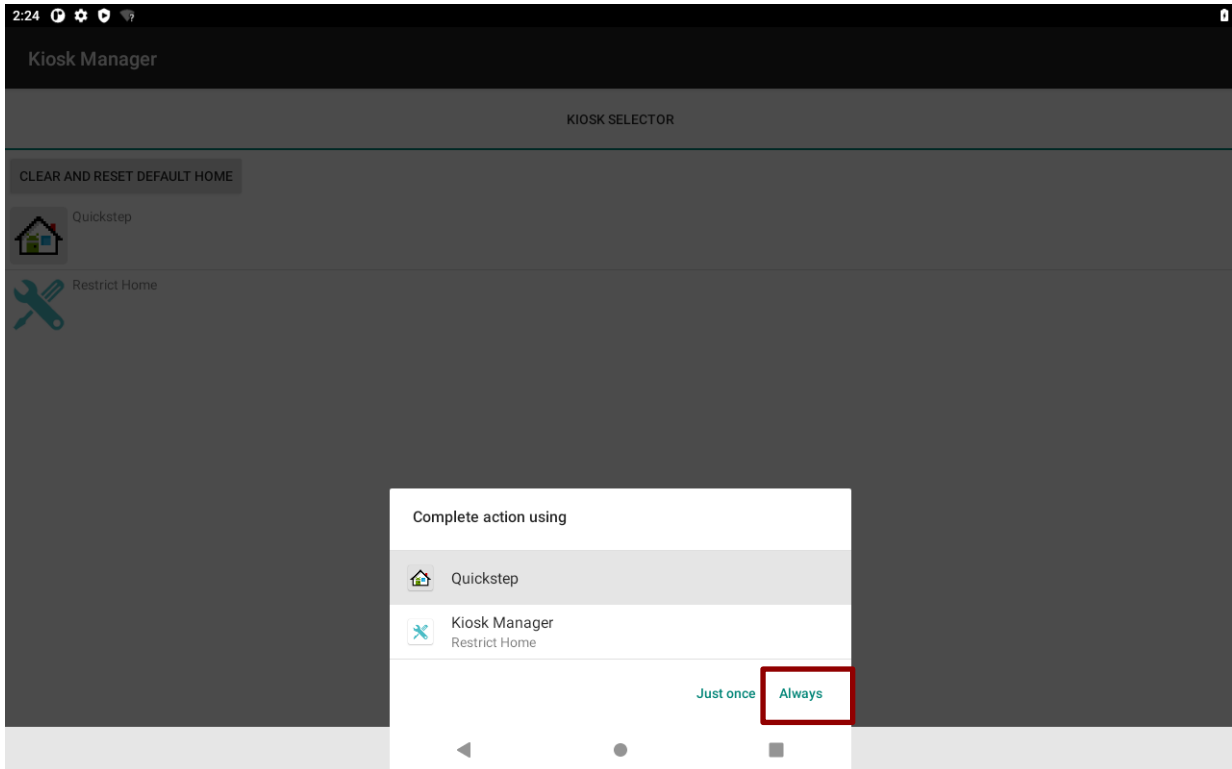 2:24
Kiosk Manager
KIOSK SELECTOR
CLEAR AND RESET DEFAULT HOME
Quickstep
Restrict Home
Complete action using
Quickstep
Kiosk Manager
Restrict Home
Just once Always